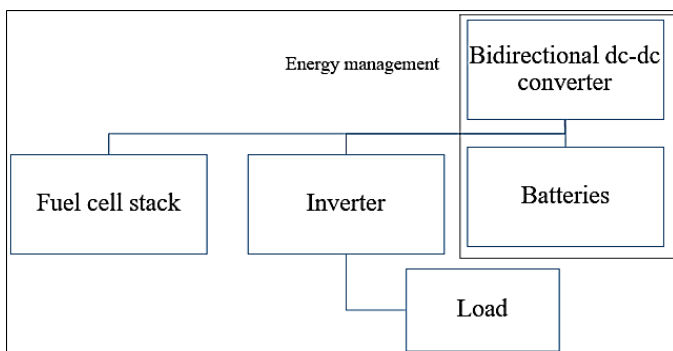 Energy management
Bidirectional dc-dc
converter
Fuel cell stack
Inverter
Batteries
Load